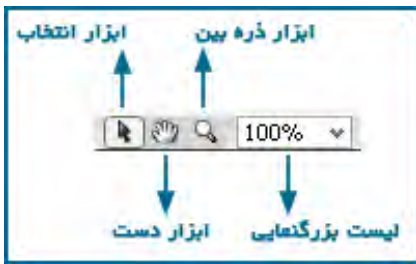 ابزار انتخاب
ابزار ذره بین
100%
ابزار دست
لیست بزرگنمایی